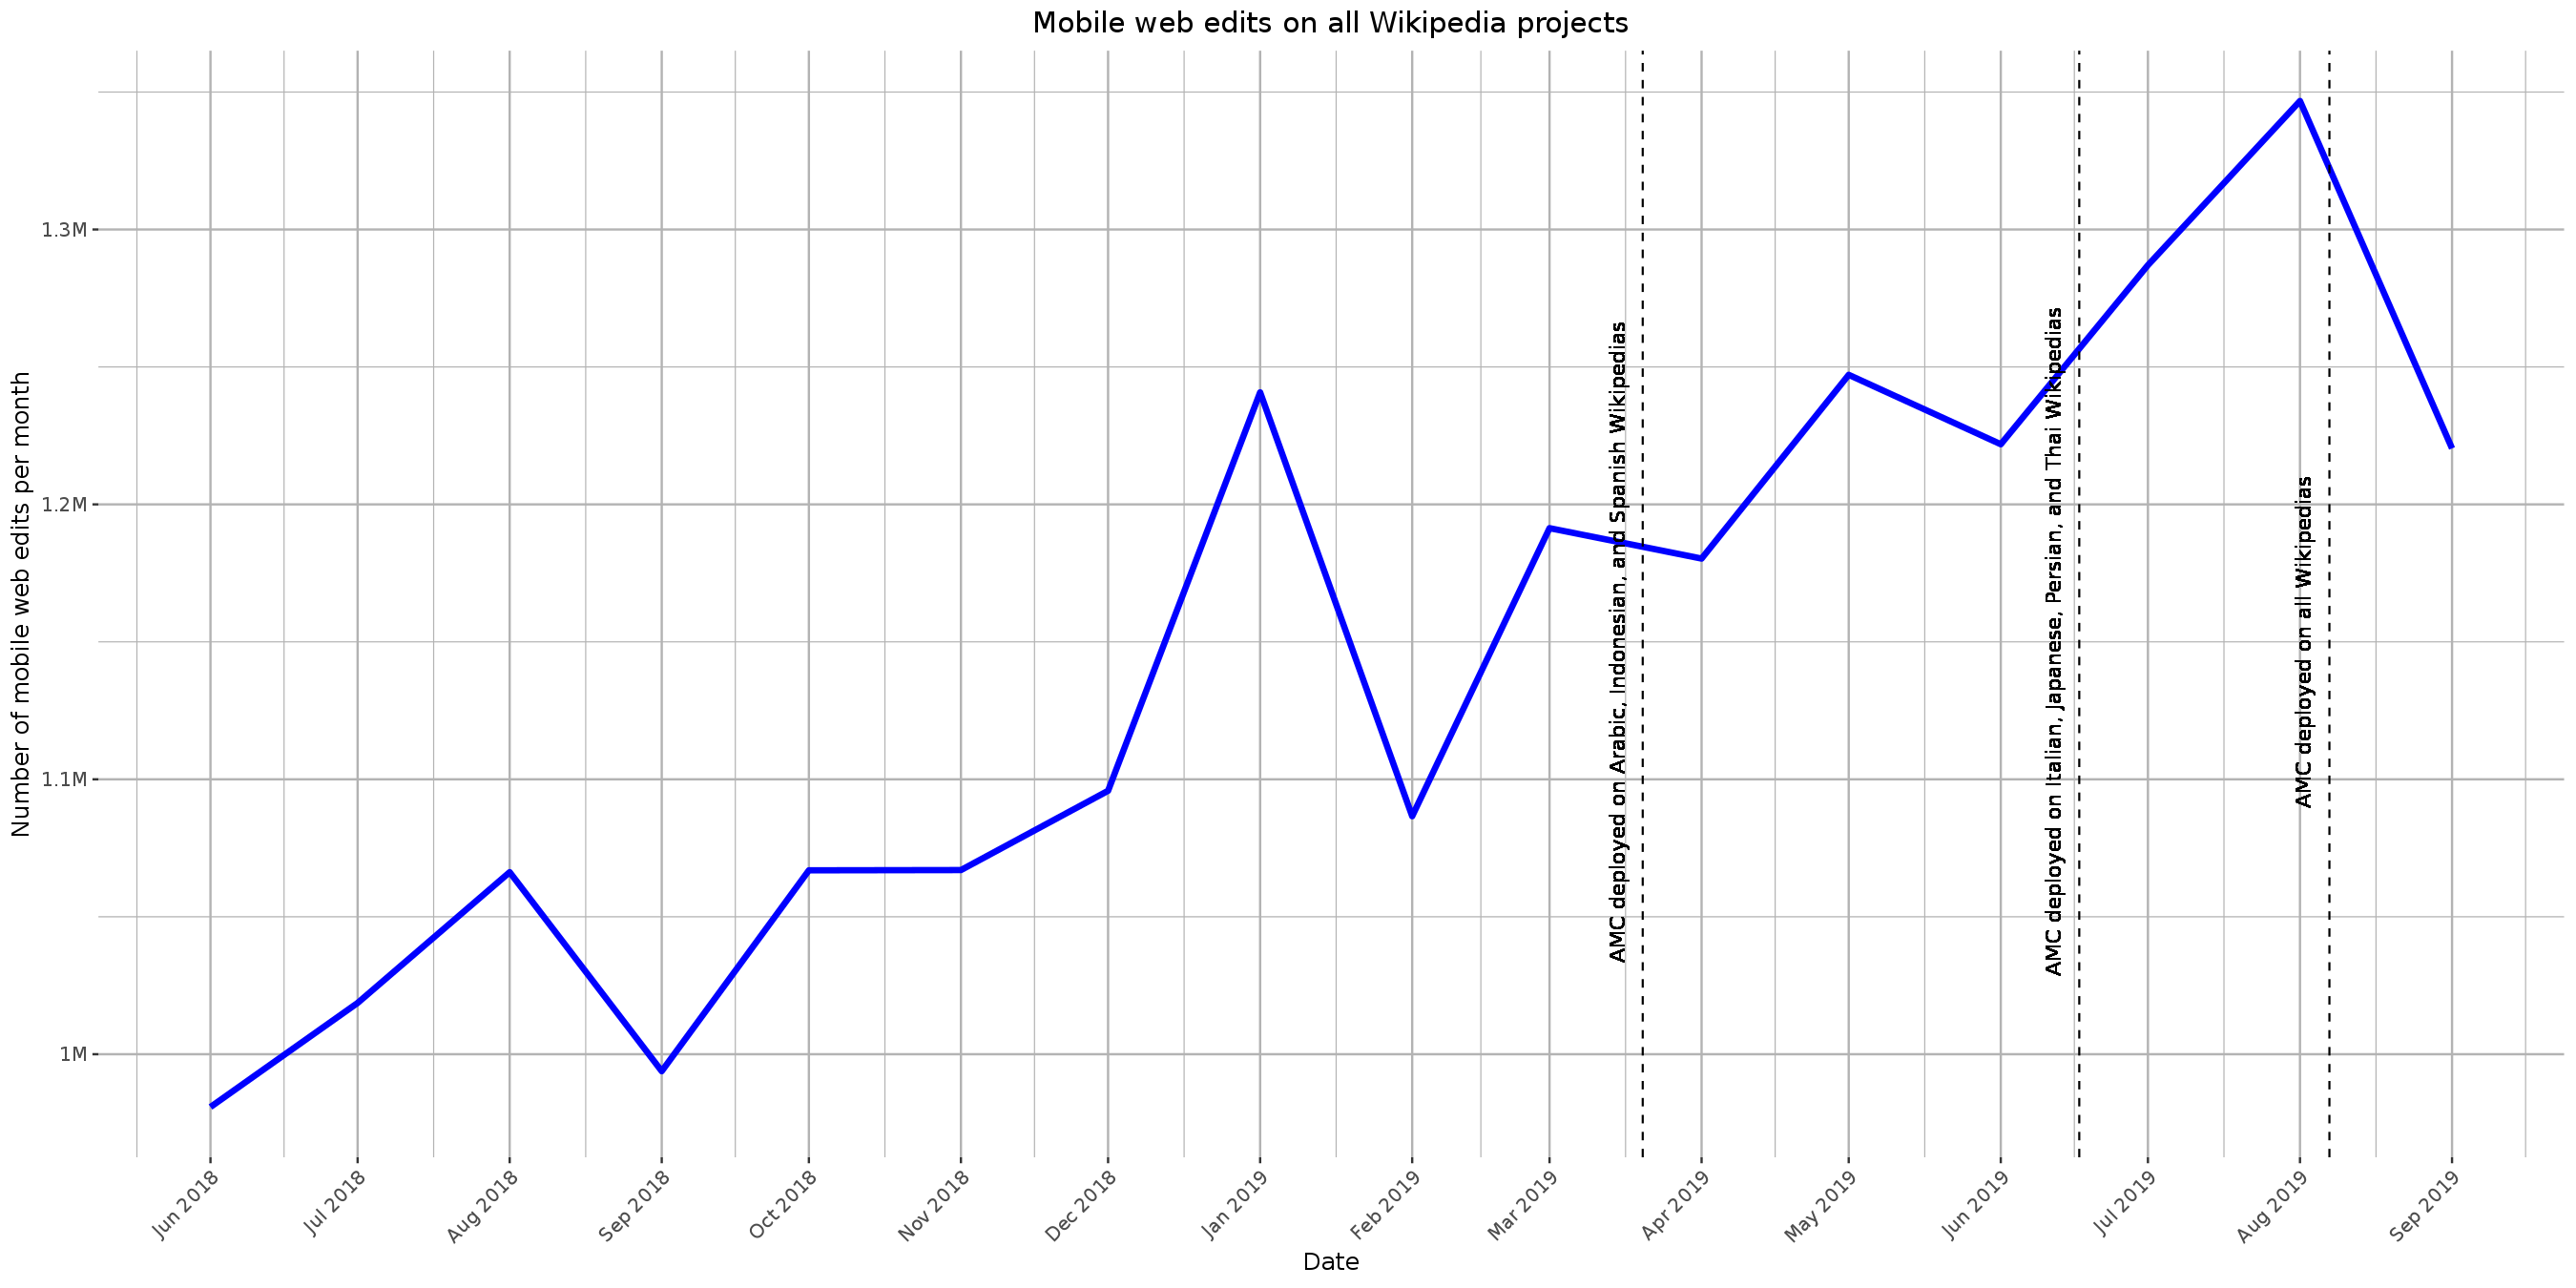 Mobile web edits on all Wikipedia projects
Number of mobile web edits per month
1.3M
1.2M
1.1M
1M
AMC deployed on Arabic, Indonesian, and Spanish Wikipedias
AMC deployed on Italian, Japanese, Persian, and Thai Wikipedias
AMC deployed on all Wikipedias
Jun 2018
Jul 2018
Aug 2018
Sep 2018
Oct 2018
Nov 2018
Dec 2018
Jan 2019
Feb 2019
Mar 2019
Apr 2019
May 2019
Jun 2019
Jul 2019
Aug 2019
Sep 2019
Date